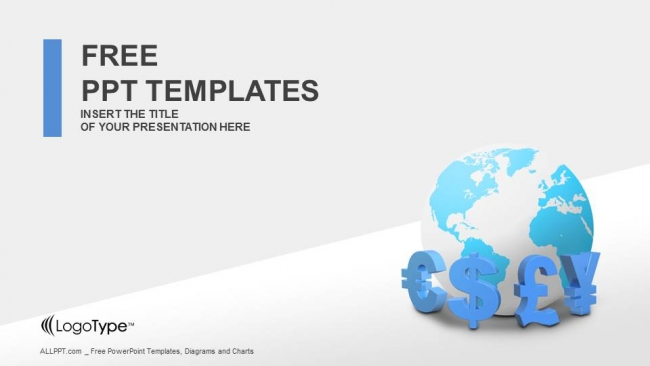 FREE
PPT TEMPLATES
INSERT THE TITLE
OF YOUR PRESENTATION HERE
€ $ £ ¥
LogoType™
ALLPPT.com _ Free PowerPoint Templates, Diagrams and Charts